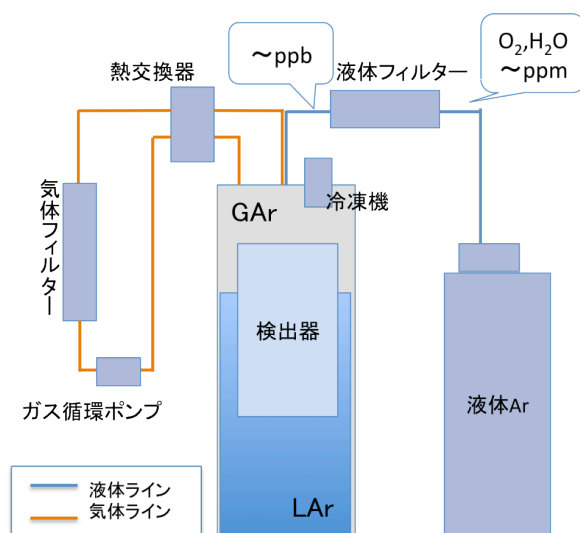 O2,H2O
~ppm
~ppb
液体フィルター
熱交換器
気体フィルター
冷凍機
GAr
検出器
液体Ar
ガス循環ポンプ
LAr
液体ライン
気体ライン